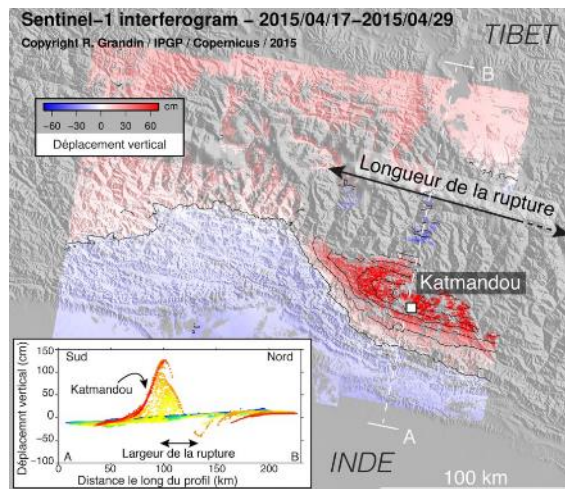 Sentinel−1 interferogram − 2015/04/17−2015/04/29
Copyright R. Grandin / IPGP / Copernicus / 2015
TIBET
B
cm
−60 −30 0 30 60
Déplacement vertical
Longueur de la rupture
Katmandou
150
100
50
0
−50
−100
Déplacemnt vertical (cm)
Sud
Nord
Katmandou
Largeur de la rupture
A
B
0 50 100 150 200
Distance le long du profil (km)
A
INDE
100 km